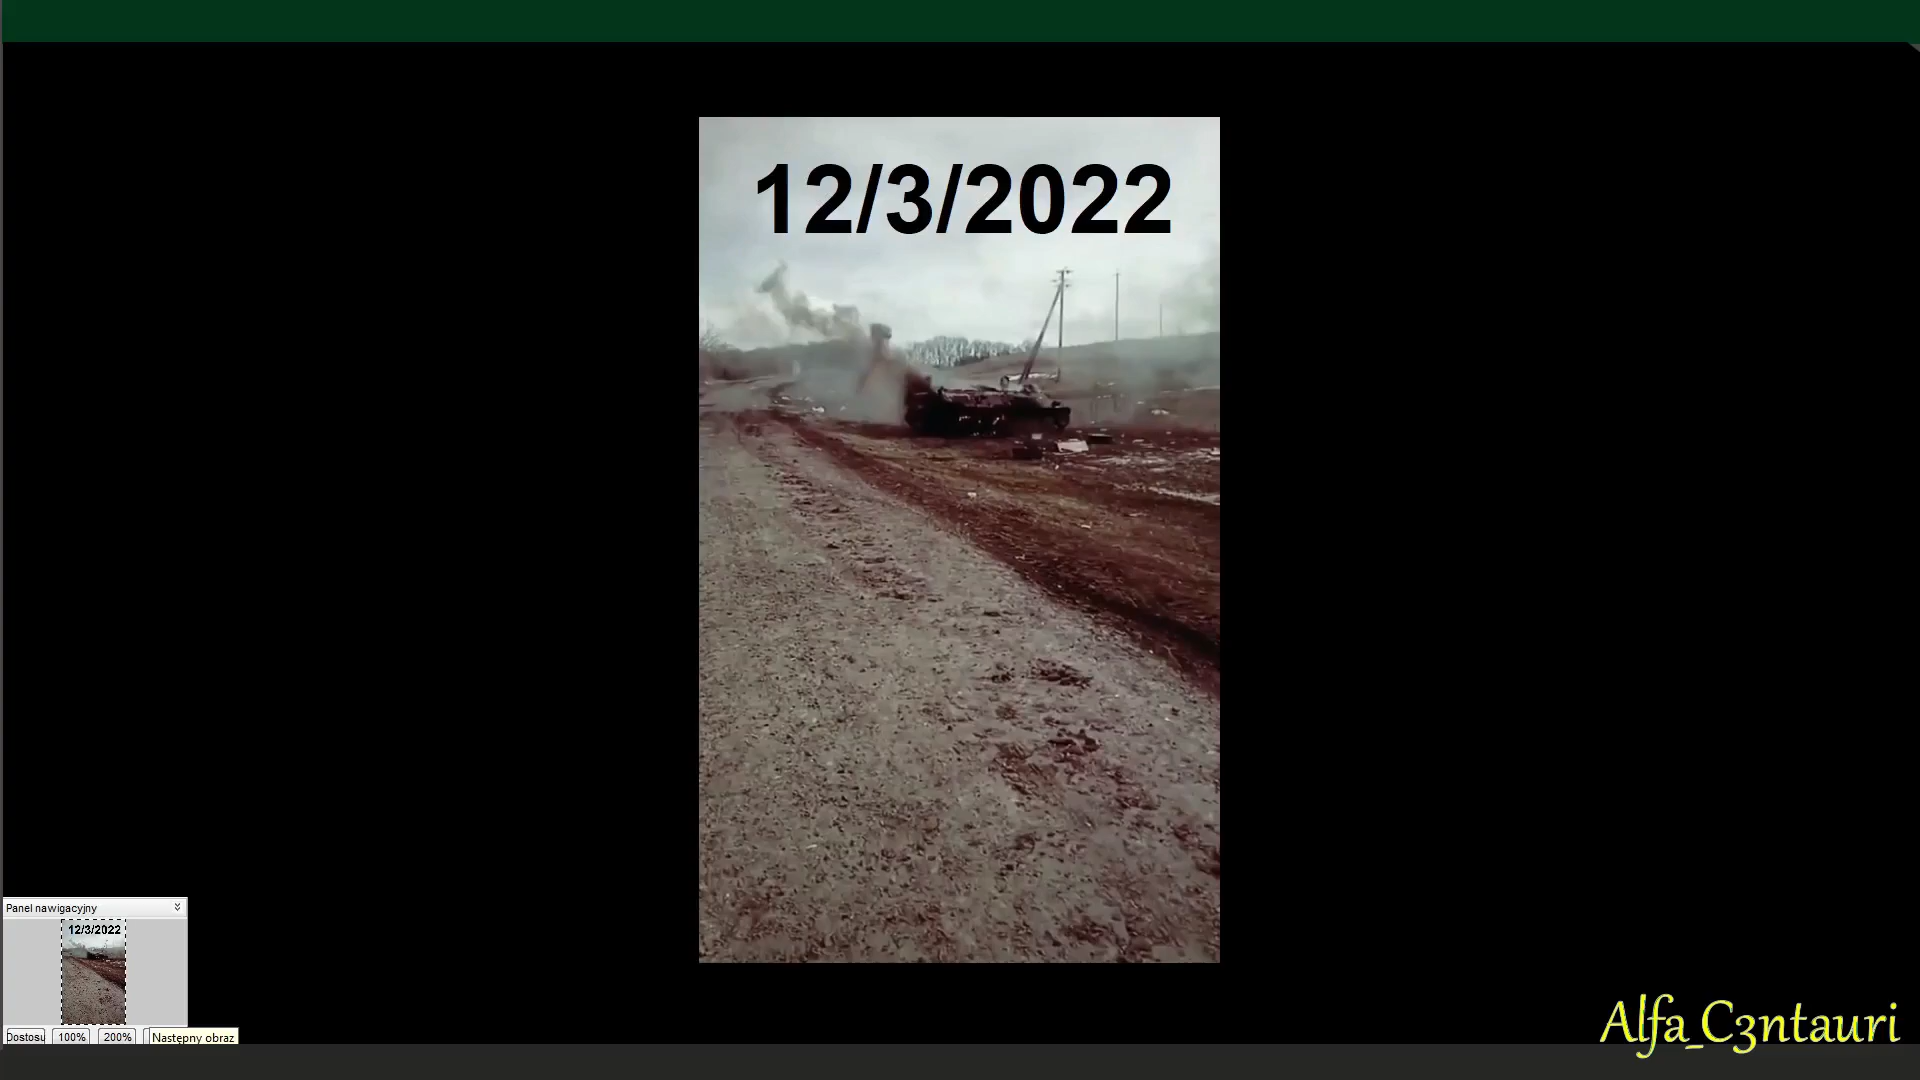 12/3/2022
Panel nawigacyjny
12/3/2022
Dostosu
100%
200%
Następny obraz
Alfa_C3ntauri